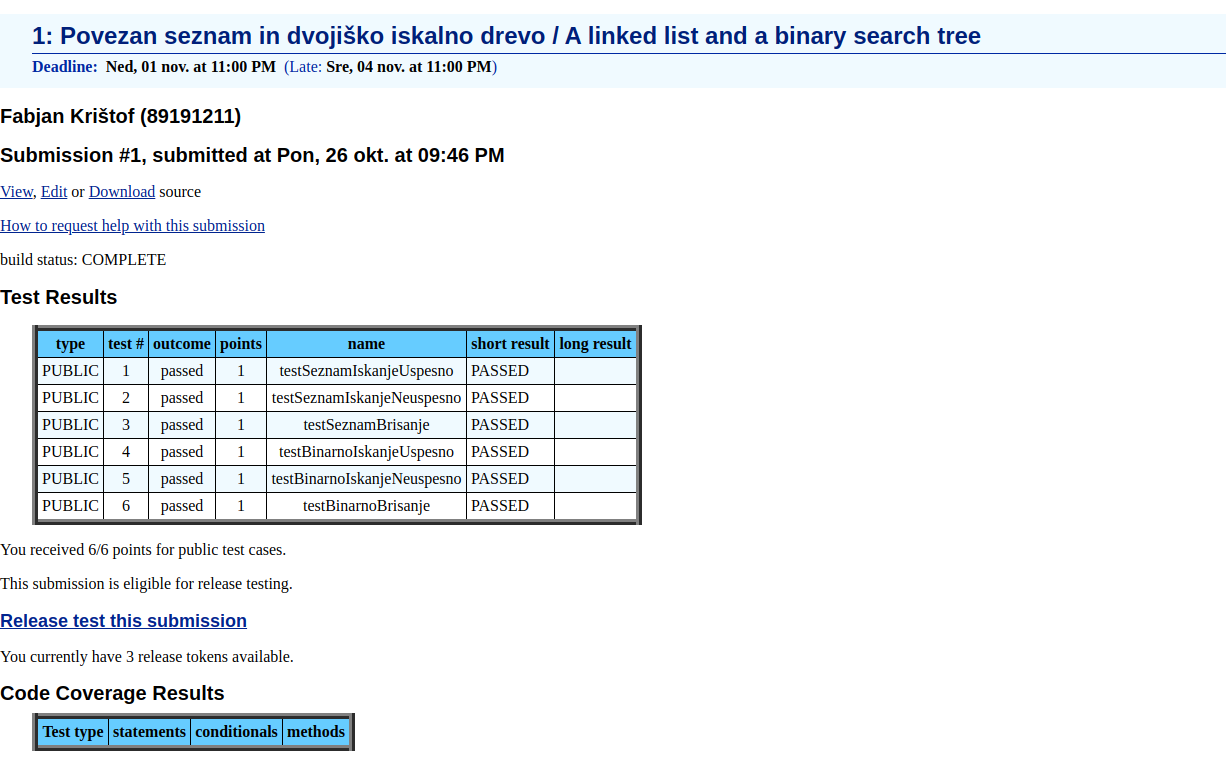 1: Povezan seznam in dvojiško iskalno drevo / A linked list and a binary search tree
Deadline: Ned, 01 nov. at 11:00 PM (Late: Sre, 04 nov. at 11:00 PM)
Fabjan Krištof (89191211)
Submission #1, submitted at Pon, 26 okt. at 09:46 PM
View, Edit or Download source
How to request help with this submission
build status: COMPLETE
Test Results
type test # outcome points name short result long result
PUBLIC 1 passed 1 testSeznamIskanjeUspesno PASSED
PUBLIC 2 passed 1 testSeznamIskanjeNeuspesno PASSED
PUBLIC 3 passed 1 testSeznamBrisanje PASSED
PUBLIC 4 passed 1 testBinarnoIskanjeUspesno PASSED
PUBLIC 5 passed 1 testBinarnoIskanjeNeuspesno PASSED
PUBLIC 6 passed 1 testBinarnoBrisanje PASSED
You received 6/6 points for public test cases.
This submission is eligible for release testing.
Release test this submission
You currently have 3 release tokens available.
Code Coverage Results
Test type statements conditionals methods